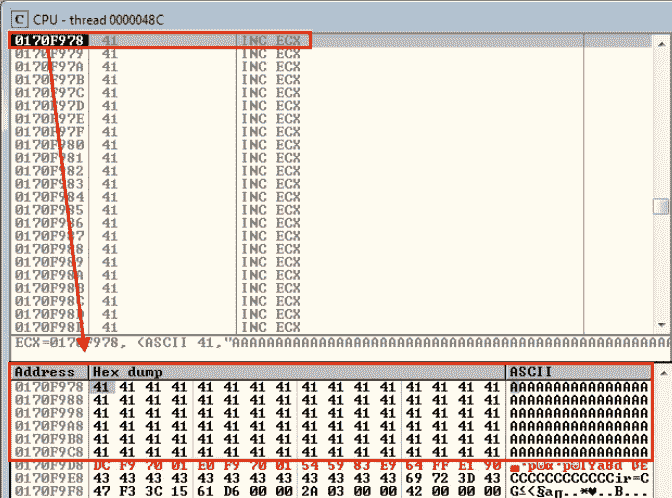 C CPU - thread 0000048C
0170F978 41 INC ECX
0170F979 41 INC ECX
0170F97A 41 INC ECX
0170F97B 41 INC ECX
0170F97C 41 INC ECX
0170F97D 41 INC ECX
0170F97E 41 INC ECX
0170F97F 41 INC ECX
0170F980 41 INC ECX
0170F981 41 INC ECX
0170F982 41 INC ECX
0170F983 41 INC ECX
0170F984 41 INC ECX
0170F985 41 INC ECX
0170F986 41 INC ECX
0170F987 41 INC ECX
0170F988 41 INC ECX
0170F989 41 INC ECX
0170F98A 41 INC ECX
0170F98B 41 INC ECX
0170F98C 41 INC ECX
0170F98D 41 INC ECX
41 INC ECX
ECX=0170F978, (ASCII 41,"AAAAAAAAAAAAAAAAAAAAAAAAAAAAAAAAAAAAAAAAAAAAAAAAA
Address Hex dump ASCII
0170F978 41 41 41 41 41 41 41 41 41 41 41 41 41 41 41 41 AAAAAAAAAAAAAAAA
0170F988 41 41 41 41 41 41 41 41 41 41 41 41 41 41 41 41 AAAAAAAAAAAAAAAA
0170F998 41 41 41 41 41 41 41 41 41 41 41 41 41 41 41 41 AAAAAAAAAAAAAAAA
0170F9A8 41 41 41 41 41 41 41 41 41 41 41 41 41 41 41 41 AAAAAAAAAAAAAAAA
0170F9B8 41 41 41 41 41 41 41 41 41 41 41 41 41 41 41 41 AAAAAAAAAAAAAAAA
0170F9C8 41 41 41 41 41 41 41 41 41 41 41 41 41 41 41 41 AAAAAAAAAAAAAAAA
0170F9D8 DC F9 70 01 E0 F9 70 01 54 59 83 E9 64 FF E1 90
0170F9E8 43 43 43 43 43 43 43 43 43 43 43 43 69 72 3D 43 CCCCCCCCCCCCir=C
0170F9F8 47 F3 3C 15 61 D6 00 00 2A 03 00 00 42 00 00 00